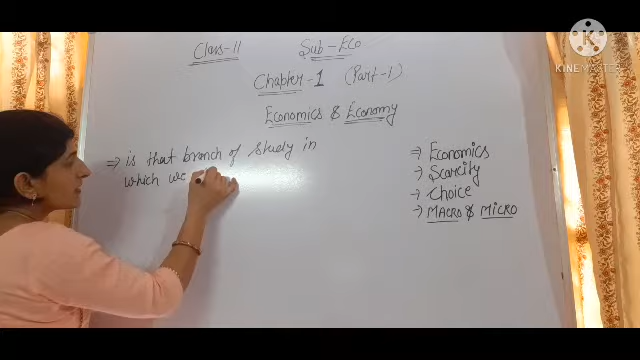 Class-11
Sub-Eco
Chapter-1 (Part-1)
Economics & Economy
⇒ is that branch of study in
which we
→ Economics
→ Scarcity
→ Choice
→ MACRO & MICRO
KINEMASTER